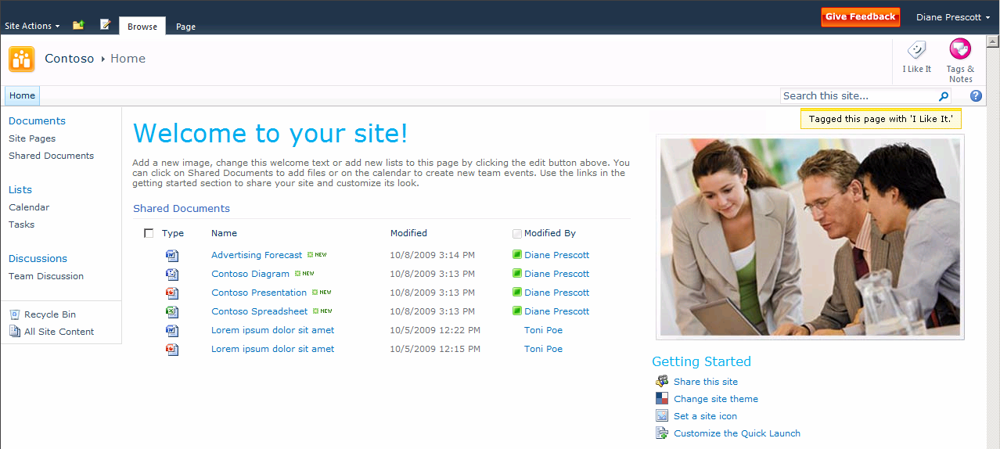 Site Actions
Browse
Page
Give Feedback
Diane Prescott
Contoso Home
I Like It
Tags &
Notes
Home
Search this site...
Tagged this page with 'I Like It.'
Documents
Site Pages
Shared Documents
Lists
Calendar
Tasks
Discussions
Team Discussion
Recycle Bin
All Site Content
Welcome to your site!
Add a new image, change this welcome text or add new lists to this page by clicking the edit button above. You
can click on Shared Documents to add files or on the calendar to create new team events. Use the links in the
getting started section to share your site and customize its look.
Shared Documents
Type Name Modified Modified By
Advertising Forecast NEW 10/8/2009 3:14 PM Diane Prescott
Contoso Diagram NEW 10/8/2009 3:13 PM Diane Prescott
Contoso Presentation NEW 10/8/2009 3:13 PM Diane Prescott
Contoso Spreadsheet NEW 10/8/2009 3:13 PM Diane Prescott
Lorem ipsum dolor sit amet 10/5/2009 12:22 PM Toni Poe
Lorem ipsum dolor sit amet 10/5/2009 12:15 PM Toni Poe
Getting Started
Share this site
Change site theme
Set a site icon
Customize the Quick Launch